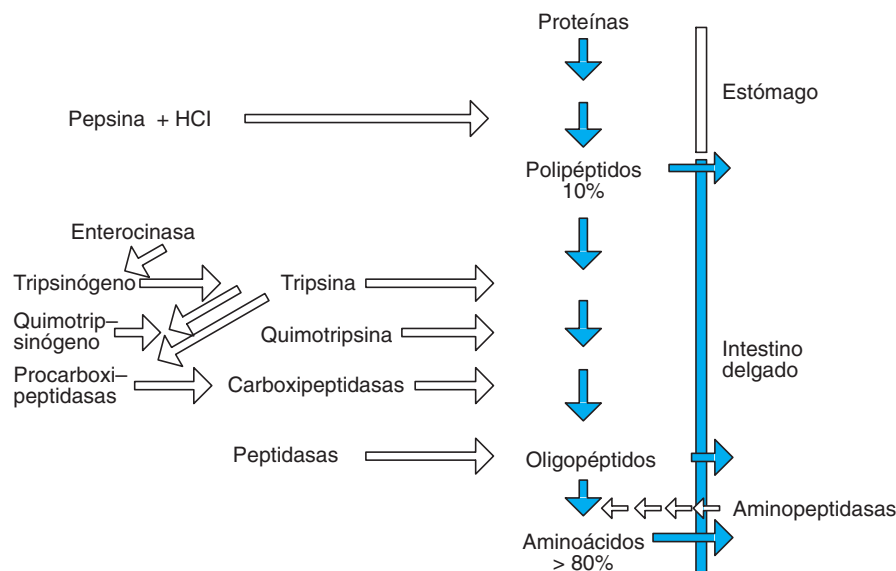 Proteínas
Estómago
Pepsina + HCl
Polipéptidos
10%
Enterocinasa
Tripsinógeno
Tripsina
Quimotrip–
sinógeno
Quimotripsina
Intestino
delgado
Procarboxi–
peptidasas
Carboxipeptidasas
Peptidasas
Oligopéptidos
Aminopeptidasas
Aminoácidos
> 80%